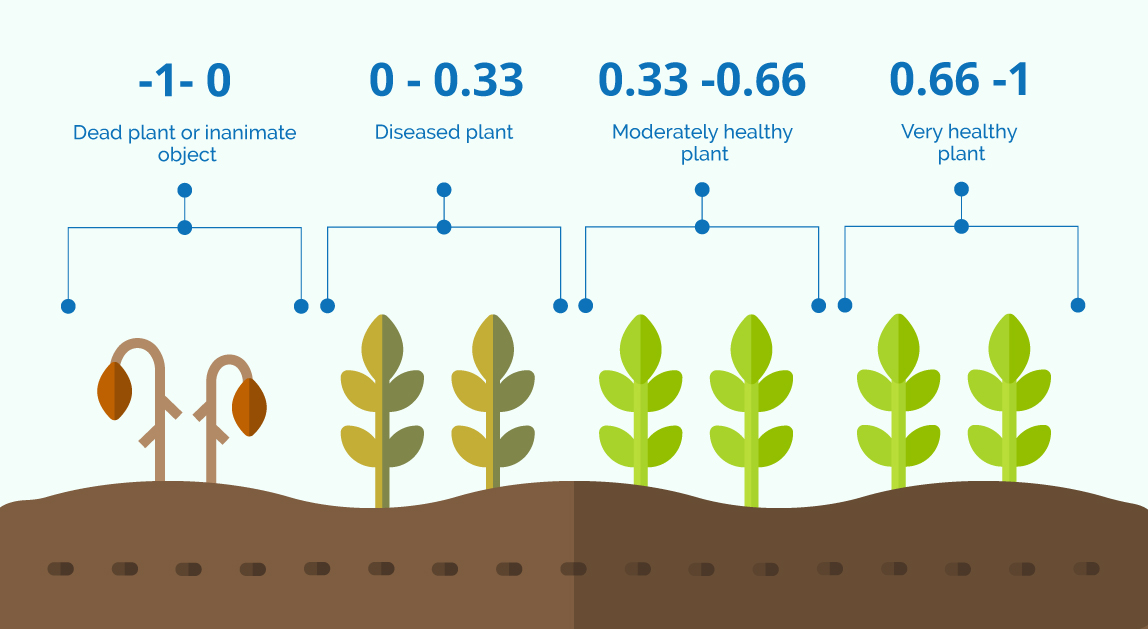 -1- 0
Dead plant or inanimate
object
0 - 0.33
Diseased plant
0.33 -0.66
Moderately healthy
plant
0.66 -1
Very healthy
plant